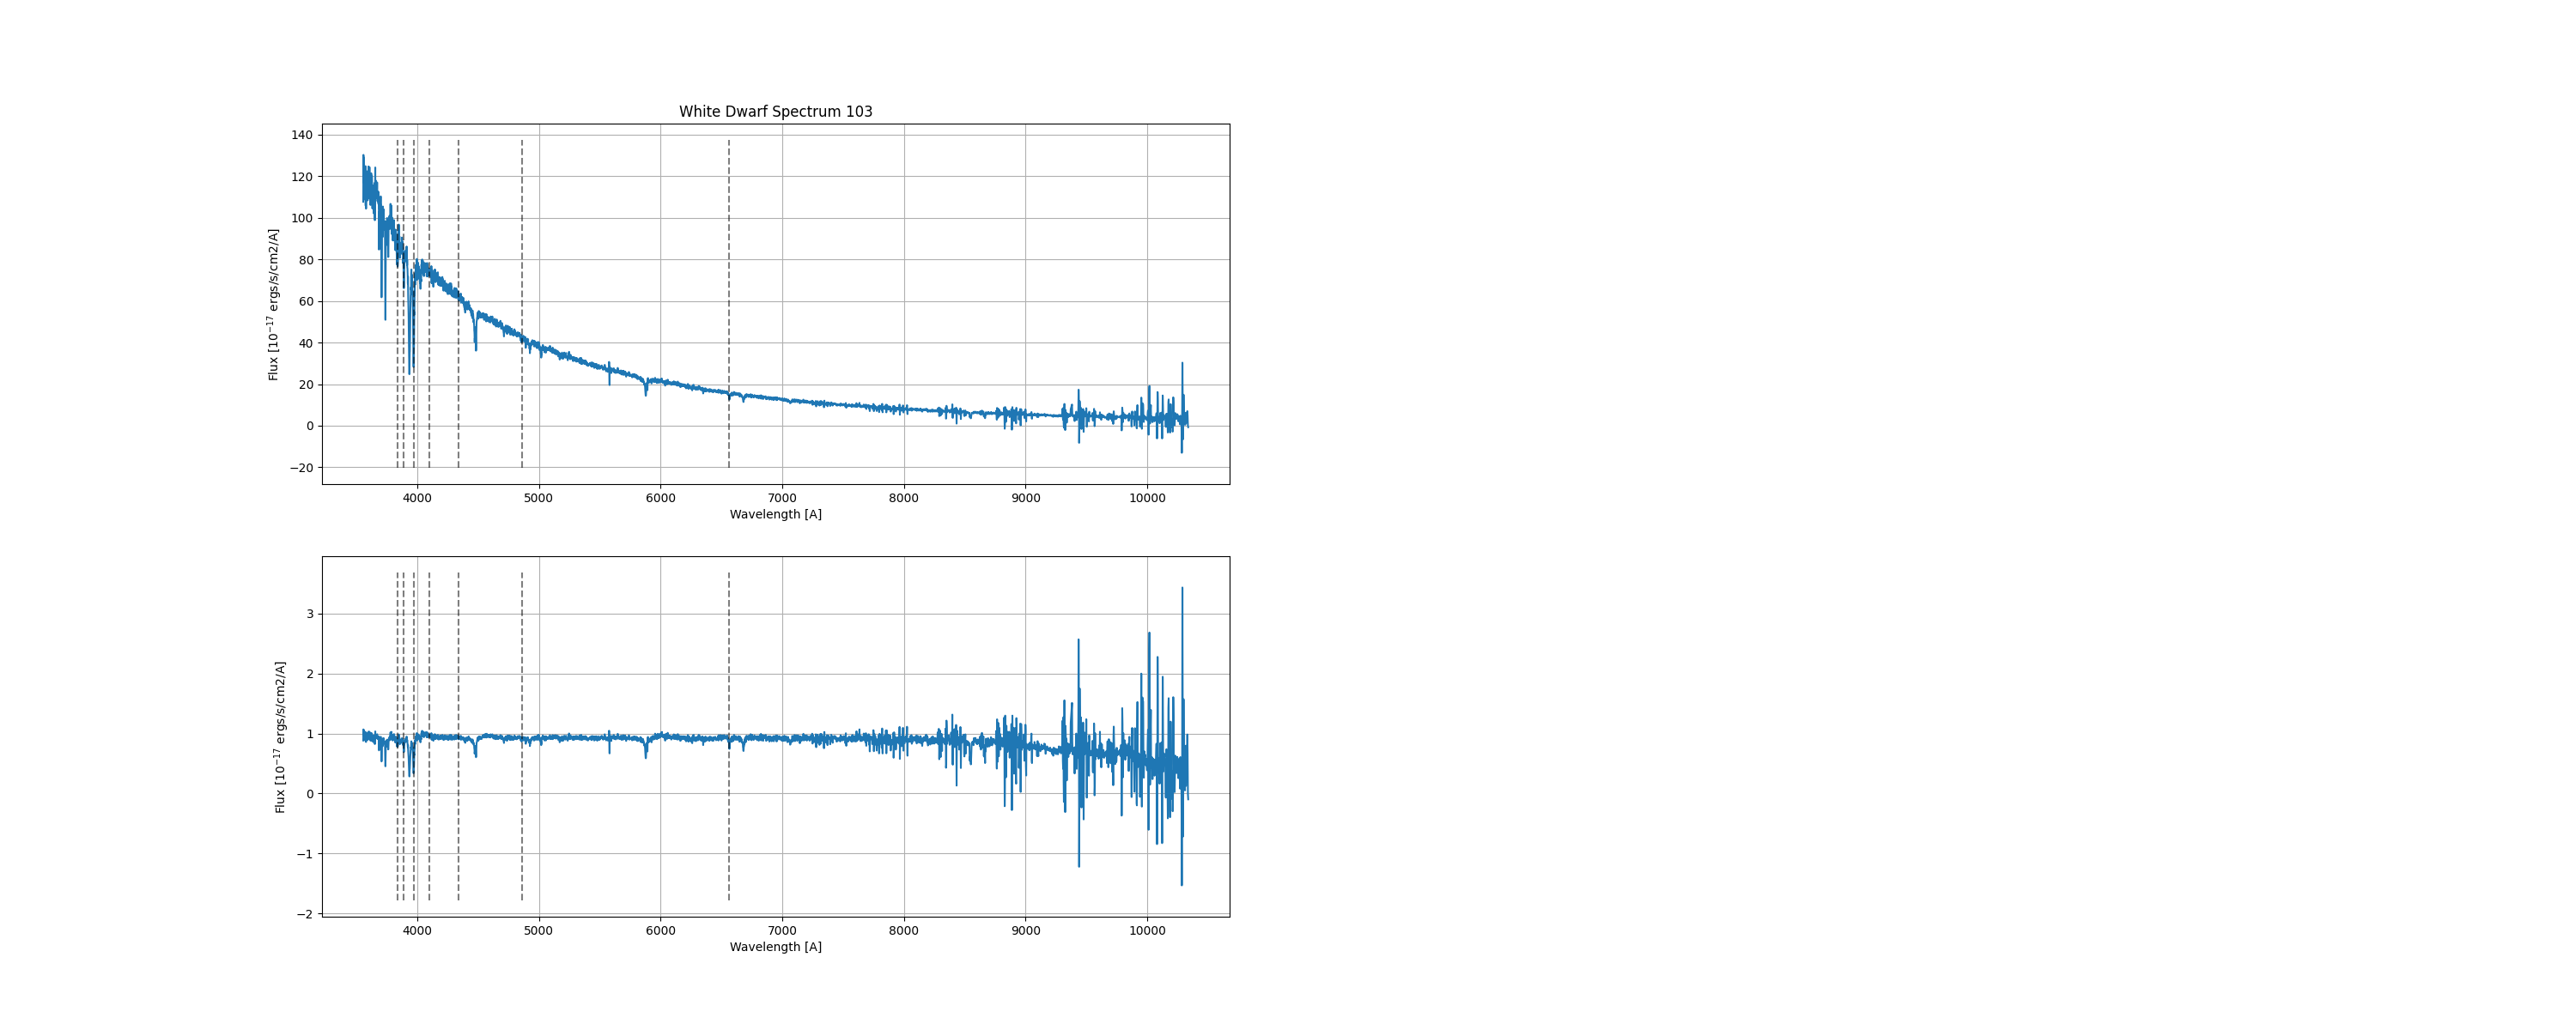 White Dwarf Spectrum 103
Flux [10⁻¹⁷ ergs/s/cm2/A]
140
120
100
80
60
40
20
0
−20
4000 5000 6000 7000 8000 9000 10000
Wavelength [A]
Flux [10⁻¹⁷ ergs/s/cm2/A]
3
2
1
0
−1
−2
4000 5000 6000 7000 8000 9000 10000
Wavelength [A]